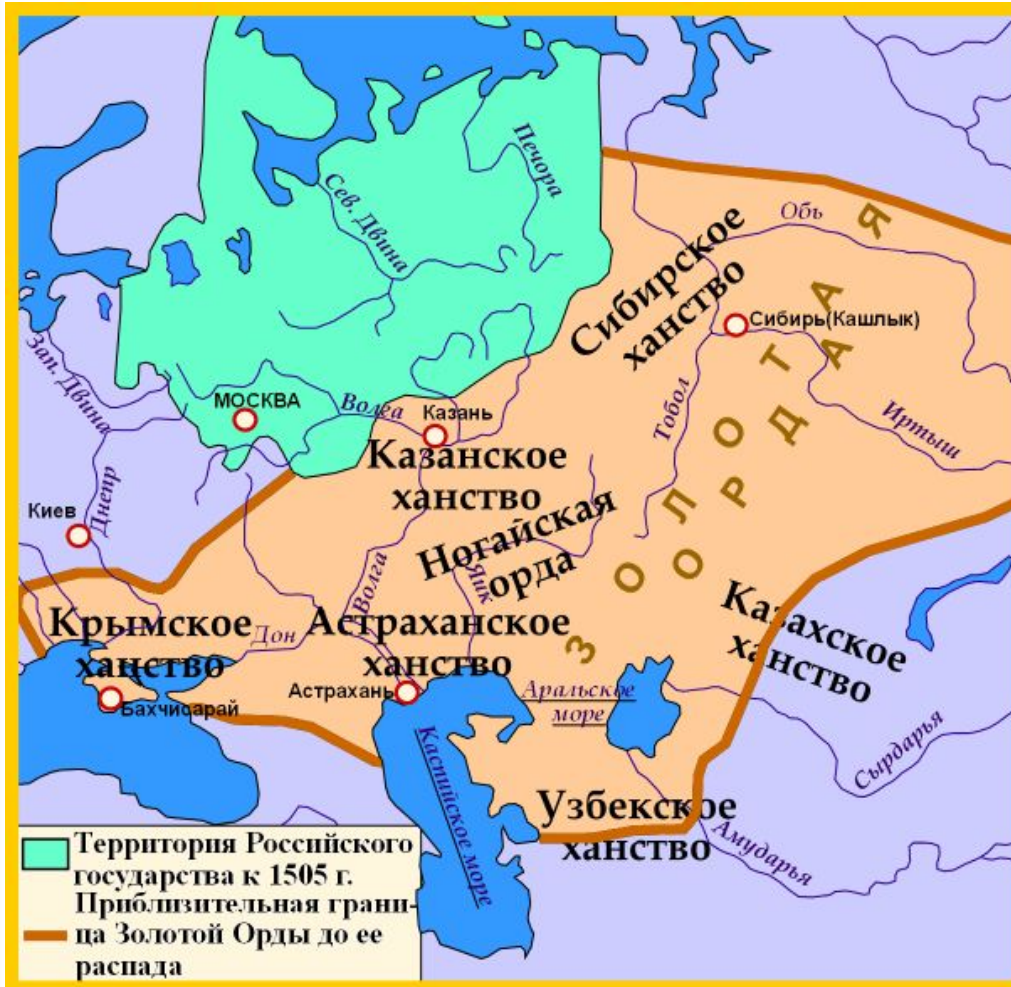 Печора
Сев. Двина
Обь
Сибирское
ханство
Сибирь(Кашлык)
ЗОЛОТАЯ
ОРДА
Зап. Двина
МОСКВА
Волга
Казань
Тобол
Иртыш
Казанское
ханство
Киев
Днепр
Ногайская
орда
Волга
Яик
Казахское
ханство
Крымское
ханство
Дон
Астраханское
ханство
Астрахань
Бахчисарай
Аральское
море
Каспийское море
Сырдарья
Узбекское
ханство
Амударья
Территория Российского
государства к 1505 г.
Приблизительная грани-
ца Золотой Орды до ее
распада